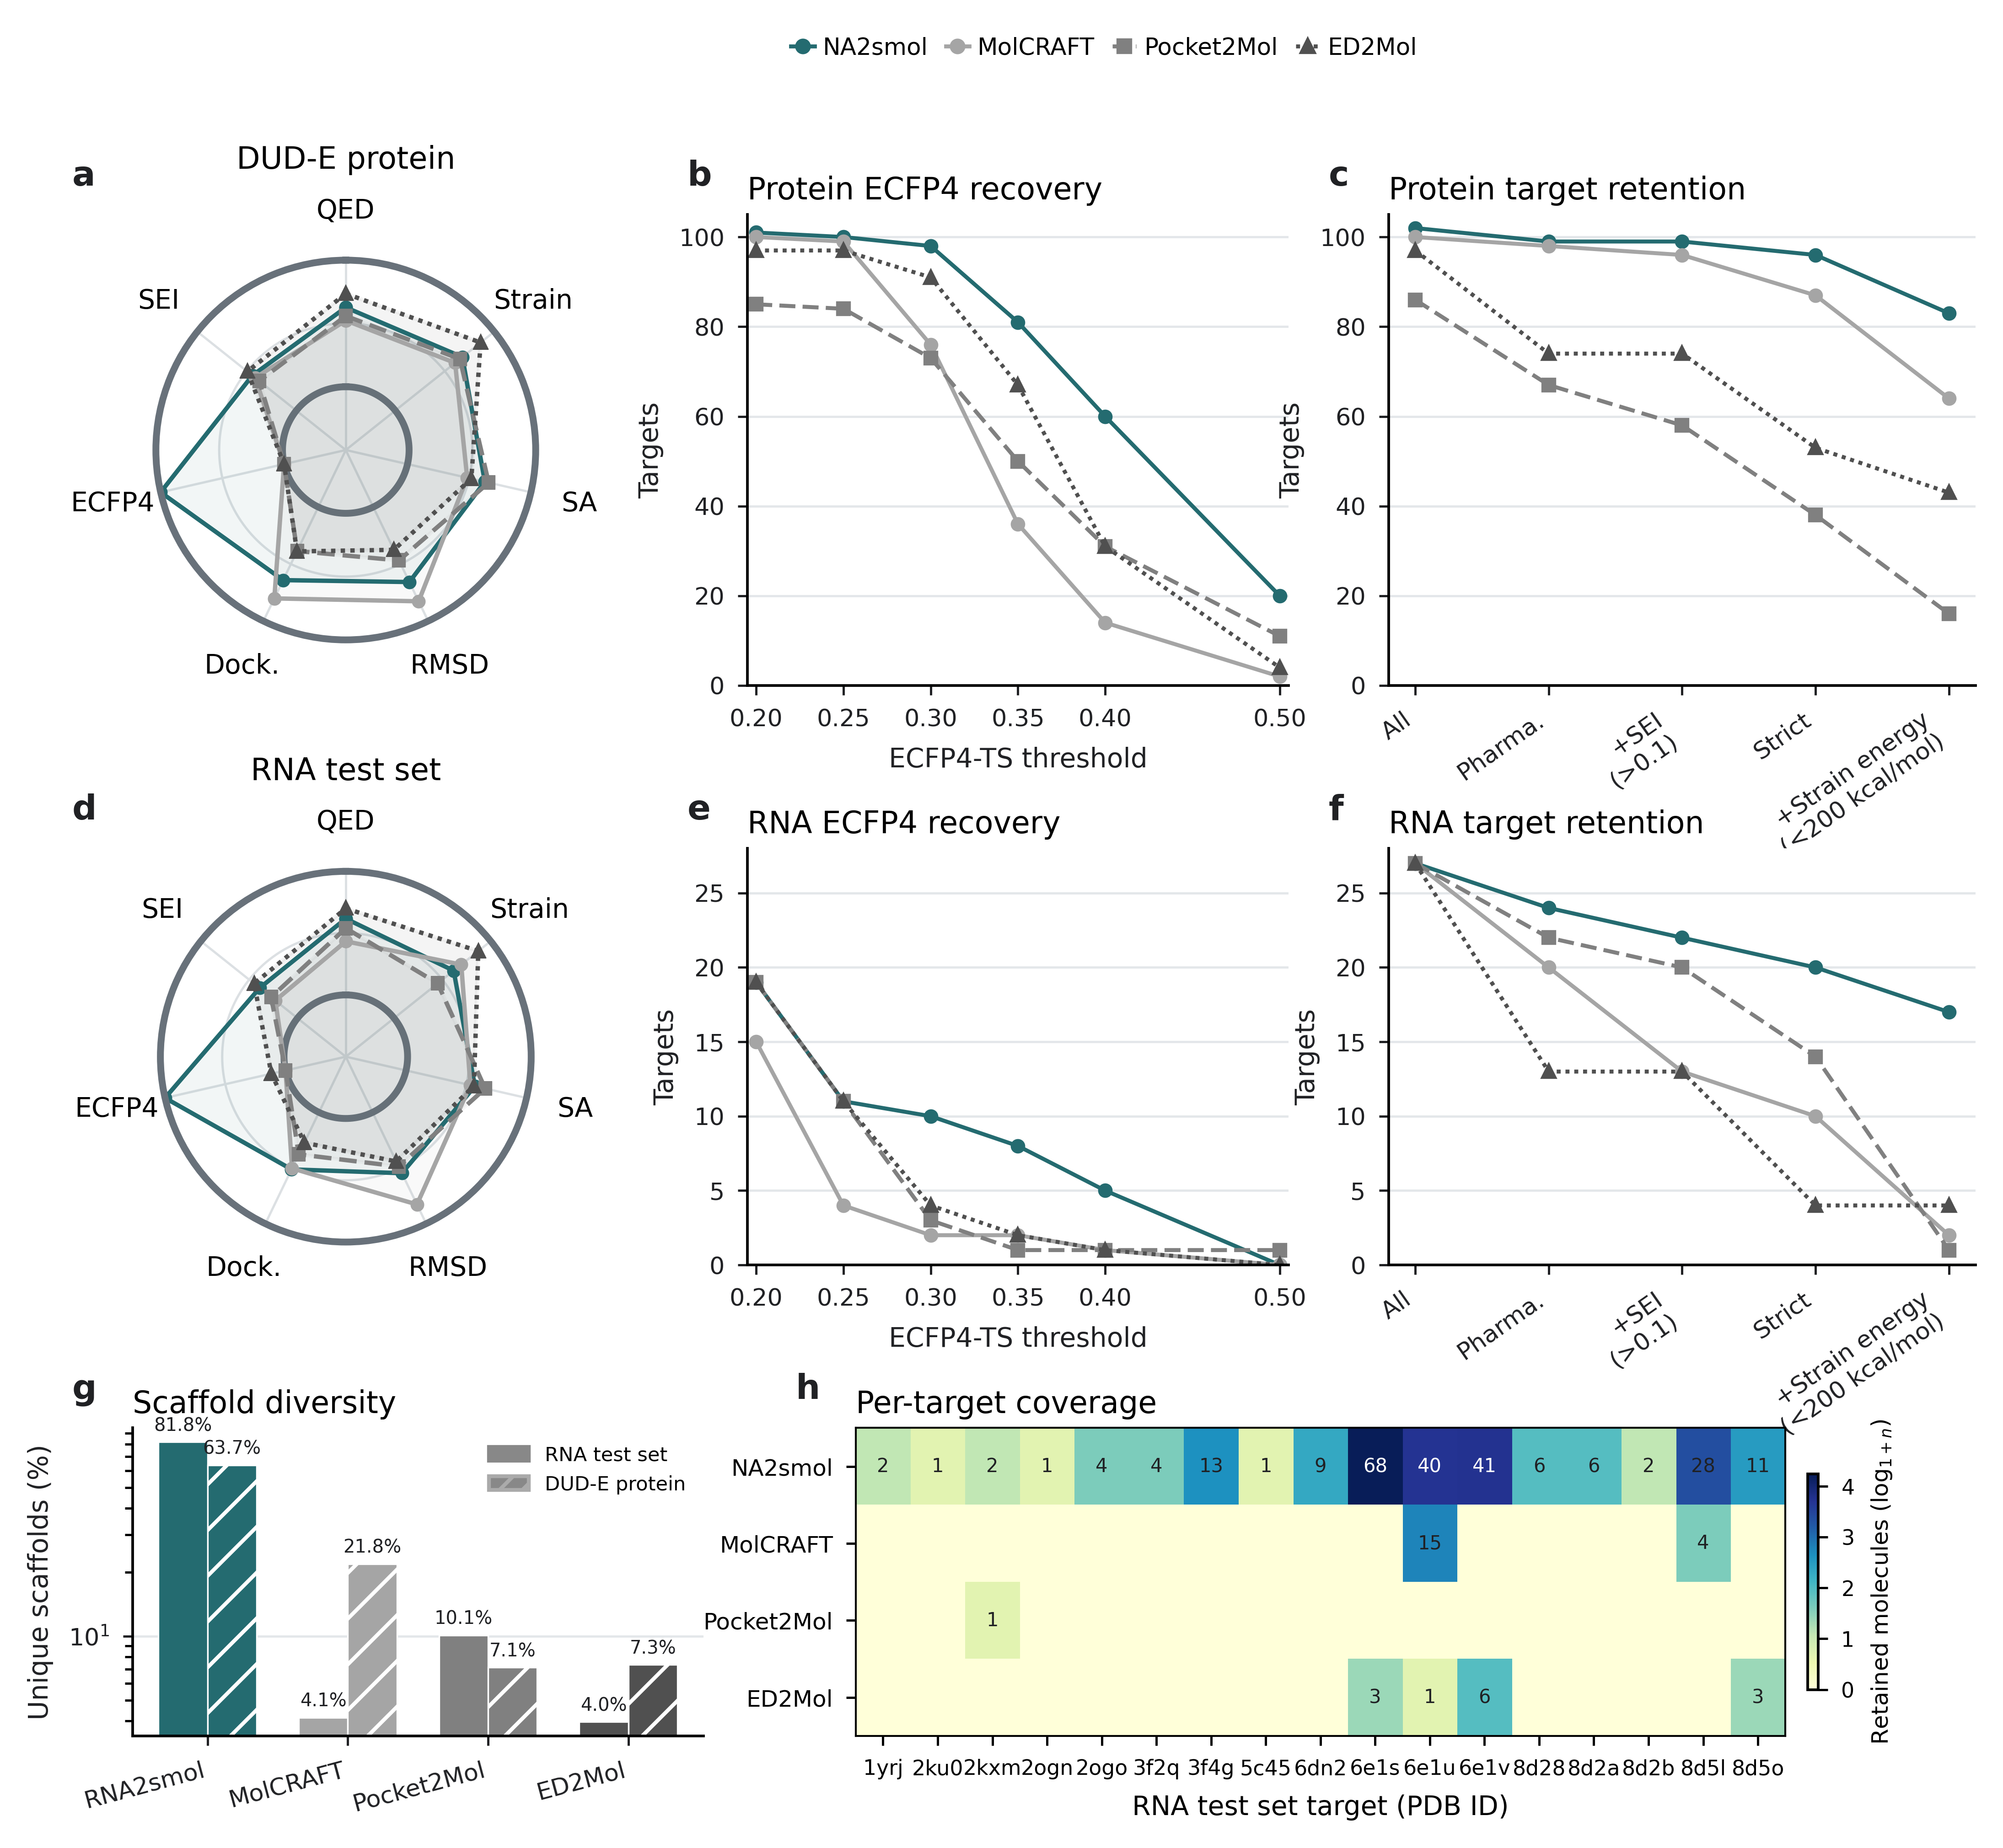 NA2smol MolCRAFT Pocket2Mol ED2Mol
a
DUD-E protein
QED
Strain
SA
RMSD
Dock.
ECFP4
SEI
b
Protein ECFP4 recovery
Targets
100
80
60
40
20
0
0.20 0.25 0.30 0.35 0.40 0.50
ECFP4-TS threshold
c
Protein target retention
Targets
100
80
60
40
20
0
All
Pharma.
+SEI
(>0.1)
Strict
+Strain energy
(<200 kcal/mol)
d
RNA test set
QED
Strain
SA
RMSD
Dock.
ECFP4
SEI
e
RNA ECFP4 recovery
Targets
25
20
15
10
5
0
0.20 0.25 0.30 0.35 0.40 0.50
ECFP4-TS threshold
f
RNA target retention
Targets
25
20
15
10
5
0
All
Pharma.
+SEI
(>0.1)
Strict
+Strain energy
(<200 kcal/mol)
g
Scaffold diversity
Unique scaffolds (%)
10¹
81.8%
63.7%
4.1%
21.8%
10.1%
7.1%
4.0%
7.3%
RNA test set
DUD-E protein
RNA2smol MolCRAFT Pocket2Mol ED2Mol
h
Per-target coverage
NA2smol 2 1 2 1 4 4 13 1 9 68 40 41 6 6 2 28 11
MolCRAFT 15 4
Pocket2Mol 1
ED2Mol 3 1 6 3
1yrj 2ku0 2kxm 2ogn 2ogo 3f2q 3f4g 5c45 6dn2 6e1s 6e1u 6e1v 8d28 8d2a 8d2b 8d5l 8d5o
RNA test set target (PDB ID)
4
3
2
1
0
Retained molecules (log₁₊ₙ)